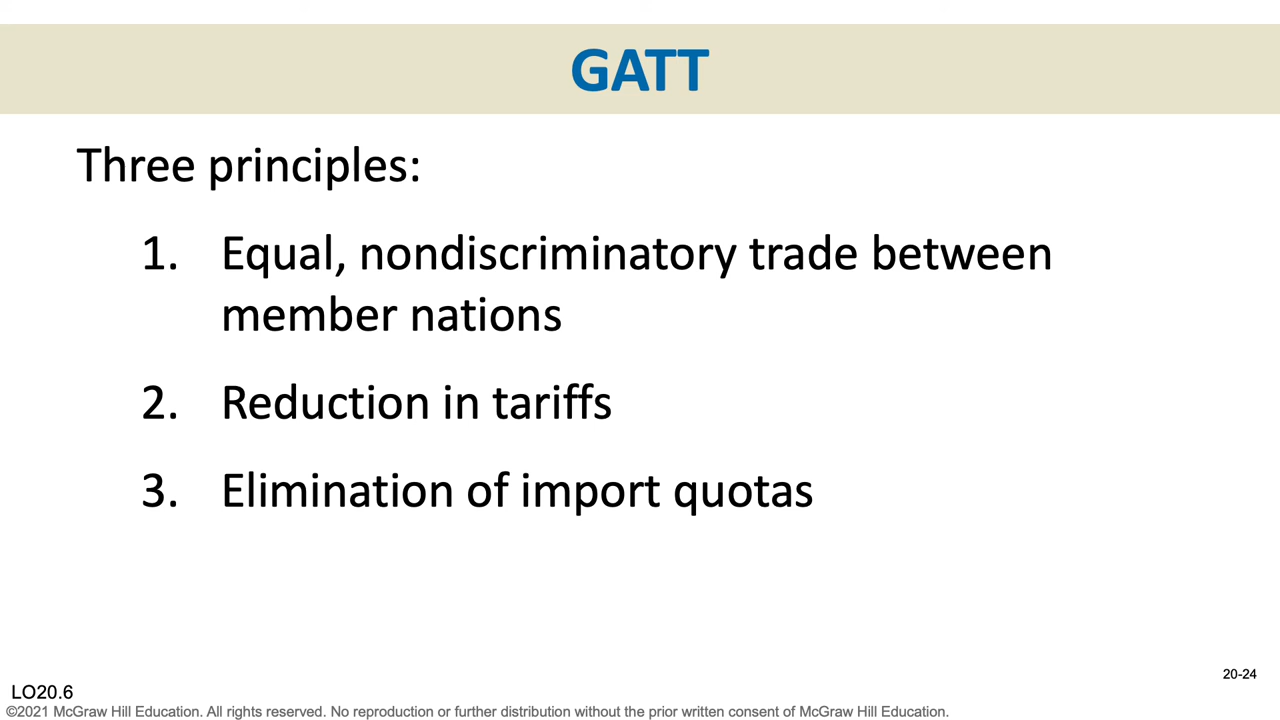 GATT
Three principles:
1. Equal, nondiscriminatory trade between
member nations
2. Reduction in tariffs
3. Elimination of import quotas
20-24
LO20.6
©2021 McGraw Hill Education. All rights reserved. No reproduction or further distribution without the prior written consent of McGraw Hill Education.